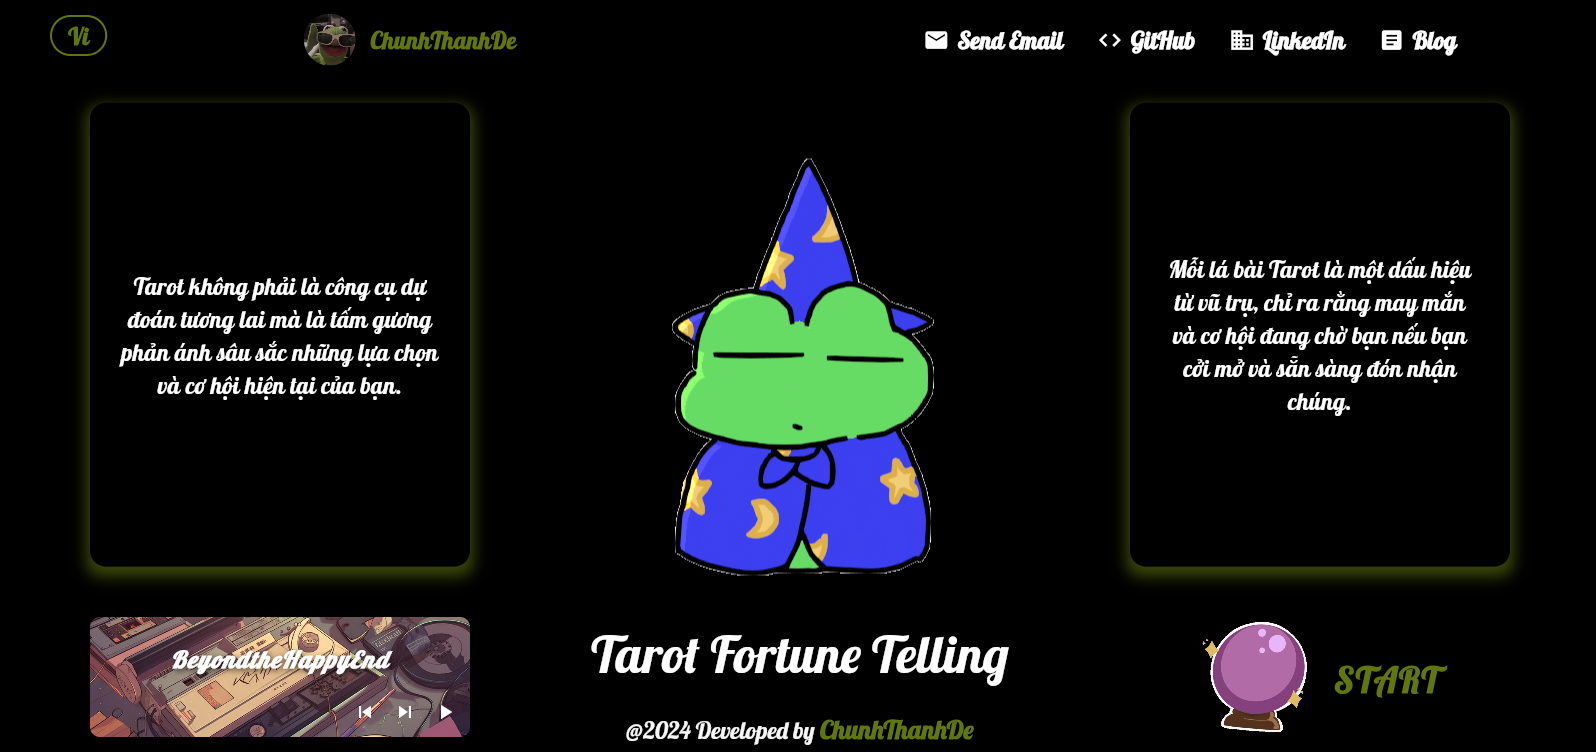 Vi
ChunhThanhDe
Send Email
GitHub
LinkedIn
Blog
Tarot không phải là công cụ dự
đoán tương lai mà là tấm gương
phản ánh sâu sắc những lựa chọn
và cơ hội hiện tại của bạn.
Mỗi lá bài Tarot là một dấu hiệu
từ vũ trụ, chỉ ra rằng may mắn
và cơ hội đang chờ bạn nếu bạn
cởi mở và sẵn sàng đón nhận
chúng.
BeyondtheHappyEnd
Tarot Fortune Telling
START
@2024 Developed by ChunhThanhDe